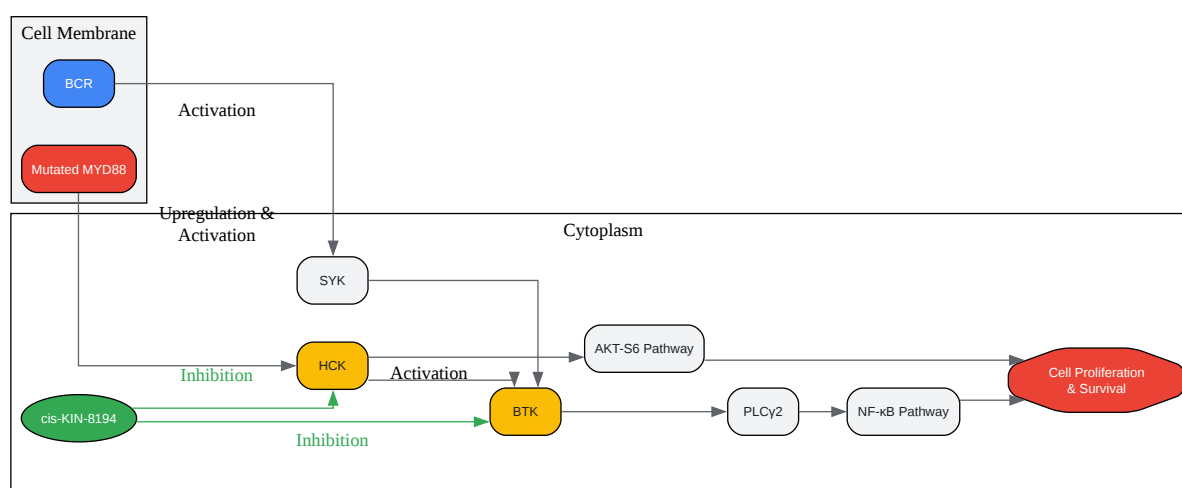 Cell Membrane
BCR
Activation
Mutated MYD88
Upregulation &
Activation
Cytoplasm
SYK
AKT-S6 Pathway
HCK
Inhibition
Activation
Cell Proliferation
& Survival
cis-KIN-8194
BTK
PLCγ2
NF-κB Pathway
Inhibition